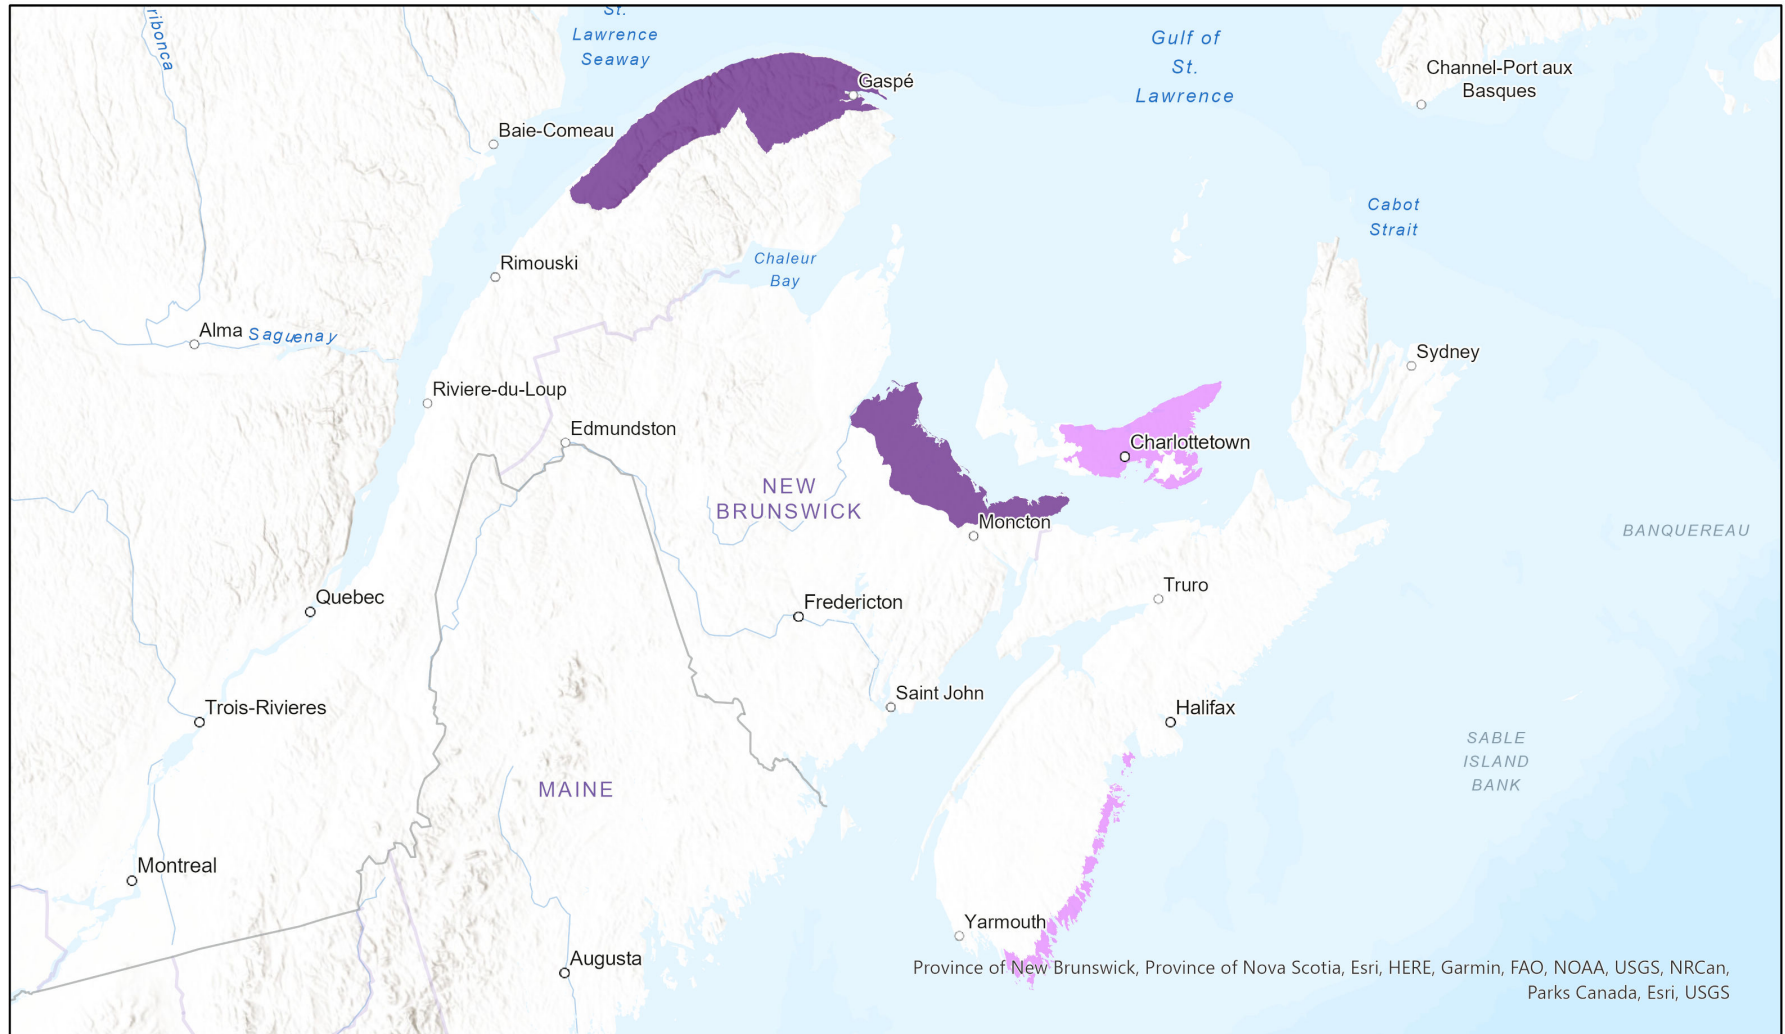 ribonca
St.
Lawrence
Seaway
Gulf of
St.
Lawrence
Channel-Port aux
Basques
Gaspé
Baie-Comeau
Cabot
Strait
Rimouski
Chaleur
Bay
Alma
Saguenay
Sydney
Riviere-du-Loup
Edmundston
Charlottetown
NEW
BRUNSWICK
Moncton
BANQUEREAU
Truro
Quebec
Fredericton
Saint John
Trois-Rivieres
Halifax
SABLE
ISLAND
BANK
MAINE
Montreal
Yarmouth
Augusta
Province of New Brunswick, Province of Nova Scotia, Esri, HERE, Garmin, FAO, NOAA, USGS, NRCan,
Parks Canada, Esri, USGS